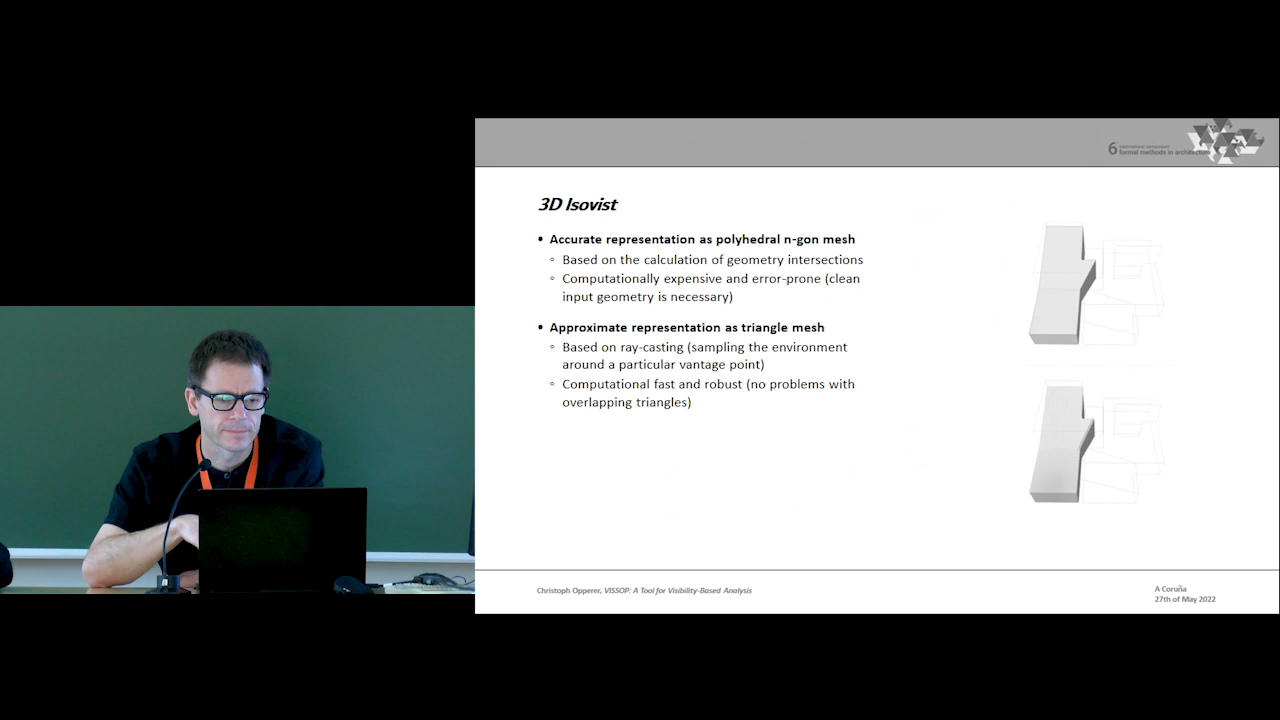 6 international symposium
formal methods in architecture
3D Isovist
• Accurate representation as polyhedral n-gon mesh
◦ Based on the calculation of geometry intersections
◦ Computationally expensive and error-prone (clean
input geometry is necessary)
• Approximate representation as triangle mesh
◦ Based on ray-casting (sampling the environment
around a particular vantage point)
◦ Computational fast and robust (no problems with
overlapping triangles)
Christoph Opperer, VISSOP: A Tool for Visibility-Based Analysis
A Coruña
27th of May 2022